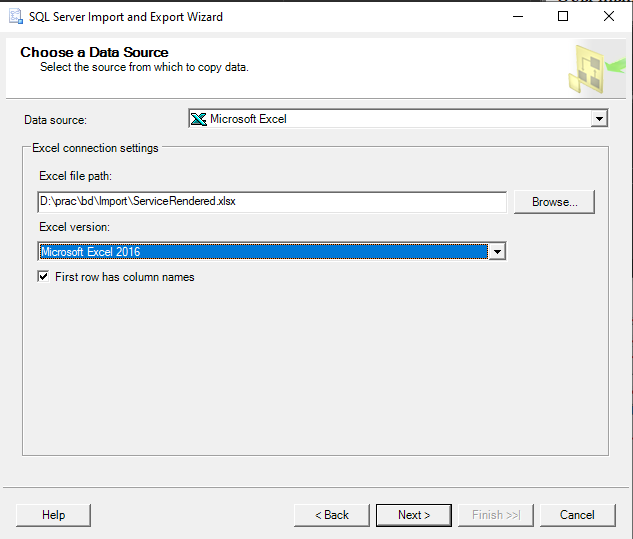 SQL Server Import and Export Wizard
Choose a Data Source
Select the source from which to copy data.
Data source:
Microsoft Excel
Excel connection settings
Excel file path:
D:\prac\bd\Import\ServiceRendered.xlsx
Browse...
Excel version:
Microsoft Excel 2016
First row has column names
Help
< Back
Next >
Finish >>|
Cancel